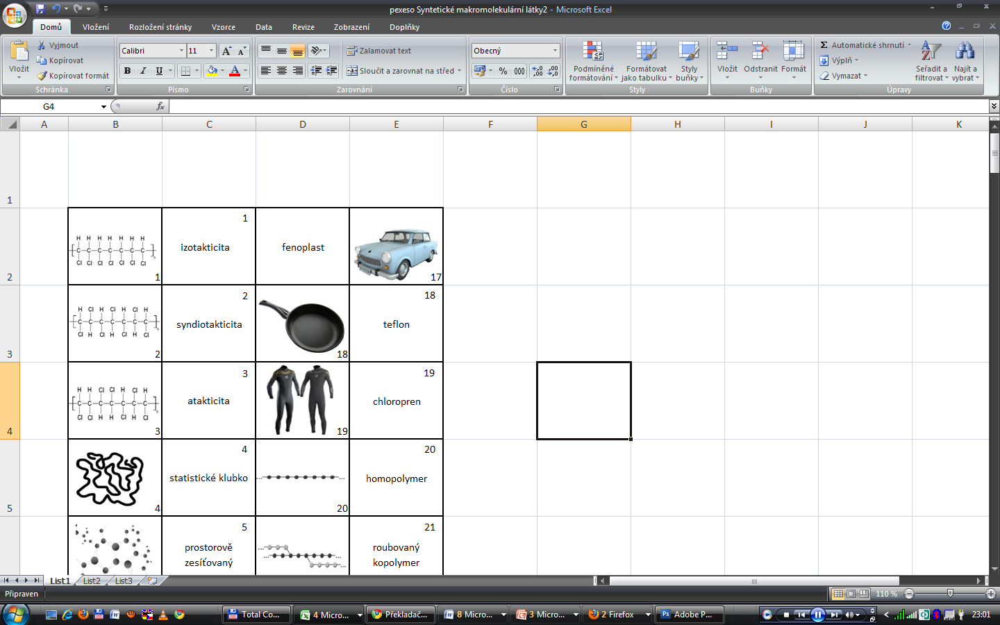 pexeso Syntetické makromolekulární látky2 - Microsoft Excel
Domů Vložení Rozložení stránky Vzorce Data Revize Zobrazení Doplňky
Vložit
Vyjmout
Kopírovat
Kopírovat formát
Schránka
Calibri 11
B I U
Písmo
Zalamovat text
Sloučit a zarovnat na střed
Zarovnání
Obecný
% 000
Číslo
Podmíněné formátování
Formátovat jako tabulku
Styly buňky
Styly
Vložit Odstranit Formát
Buňky
Σ Automatické shrnutí
Výplň
Vymazat
Seřadit a filtrovat
Najít a vybrat
Úpravy
G4
fx
A B C D E F G H I J K
1
2
H H H H H H H
C C C C C C C
Cl Cl Cl Cl Cl Cl Cl
n
1
1
izotakticita
fenoplast
17
3
H Cl H Cl H Cl H
C C C C C C C
Cl H Cl H Cl H Cl
n
2
2
syndiotakticita
18
18
teflon
4
H H Cl Cl H Cl H
C C C C C C C
Cl Cl H H Cl H Cl
n
3
3
atakticita
19
19
chloropren
5
4
4
statistické klubko
20
20
homopolymer
5
prostorově
zesíťovaný
21
roubovaný
kopolymer
List1 List2 List3
Připraven
110 %
Total Co...
4 Micro...
Překladač...
8 Micro...
3 Micro...
2 Firefox
Adobe P...
23:01